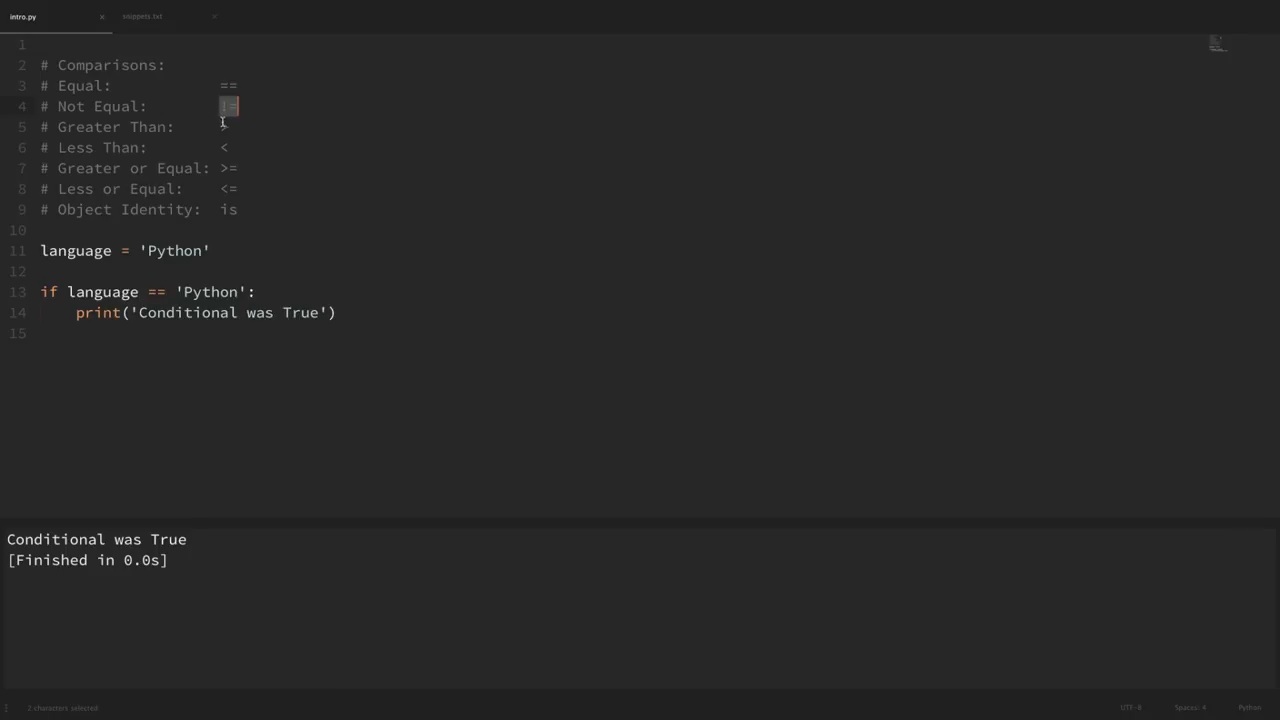 intro.py × snippets.txt ×
1
2 # Comparisons:
3 # Equal: ==
4 # Not Equal: !=
5 # Greater Than: >
6 # Less Than: <
7 # Greater or Equal: >=
8 # Less or Equal: <=
9 # Object Identity: is
10
11 language = 'Python'
12
13 if language == 'Python':
14 print('Conditional was True')
15
Conditional was True
[Finished in 0.0s]
2 characters selected UTF-8 Spaces: 4 Python